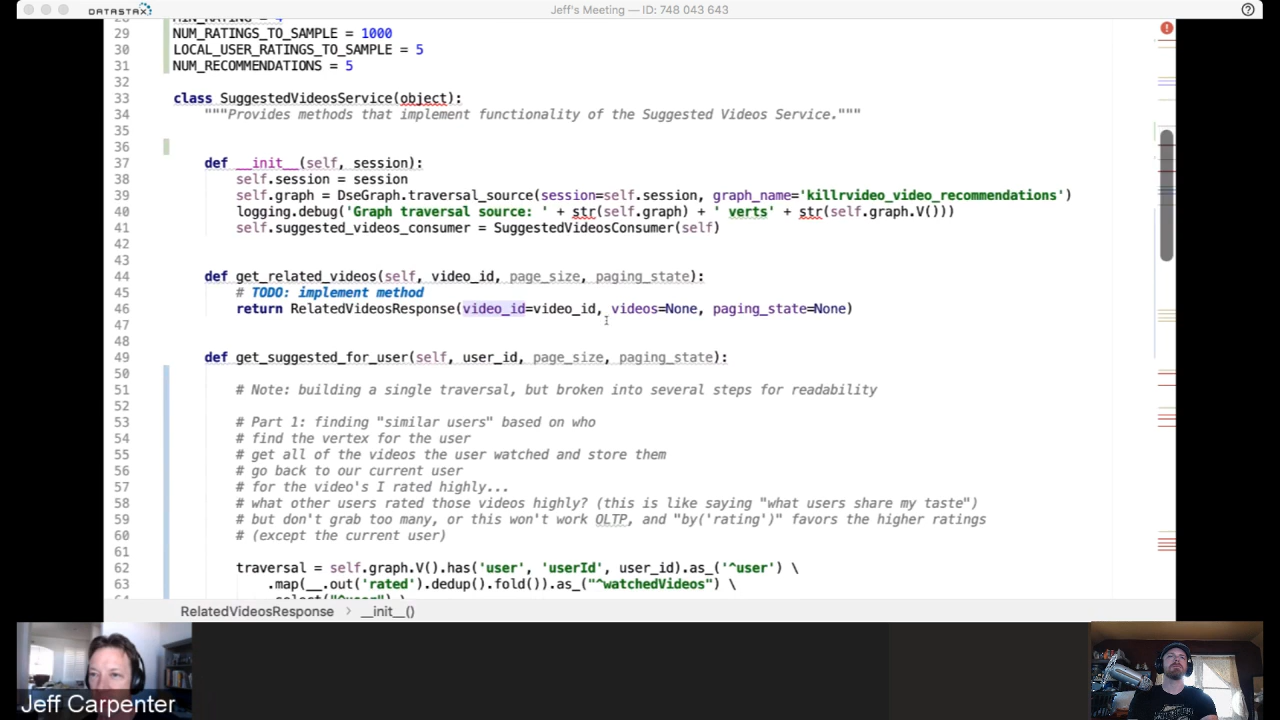 DATASTAX
Jeff's Meeting — ID: 748 043 643
28 MIN_RATING = 4
29 NUM_RATINGS_TO_SAMPLE = 1000
30 LOCAL_USER_RATINGS_TO_SAMPLE = 5
31 NUM_RECOMMENDATIONS = 5
32
33 class SuggestedVideosService(object):
34 """Provides methods that implement functionality of the Suggested Videos Service."""
35
36
37 def __init__(self, session):
38 self.session = session
39 self.graph = DseGraph.traversal_source(session=self.session, graph_name='killrvideo_video_recommendations')
40 logging.debug('Graph traversal source: ' + str(self.graph) + ' verts' + str(self.graph.V()))
41 self.suggested_videos_consumer = SuggestedVideosConsumer(self)
42
43
44 def get_related_videos(self, video_id, page_size, paging_state):
45 # TODO: implement method
46 return RelatedVideosResponse(video_id=video_id, videos=None, paging_state=None)
47
48
49 def get_suggested_for_user(self, user_id, page_size, paging_state):
50
51 # Note: building a single traversal, but broken into several steps for readability
52
53 # Part 1: finding "similar users" based on who
54 # find the vertex for the user
55 # get all of the videos the user watched and store them
56 # go back to our current user
57 # for the video's I rated highly...
58 # what other users rated those videos highly? (this is like saying "what users share my taste")
59 # but don't grab too many, or this won't work OLTP, and "by('rating')" favors the higher ratings
60 # (except the current user)
61
62 traversal = self.graph.V().has('user', 'userId', user_id).as_('^user') \
63 .map(__.out('rated').dedup().fold()).as_("^watchedVideos") \
64 .select("^user") \
RelatedVideosResponse › __init__()
Jeff Carpenter